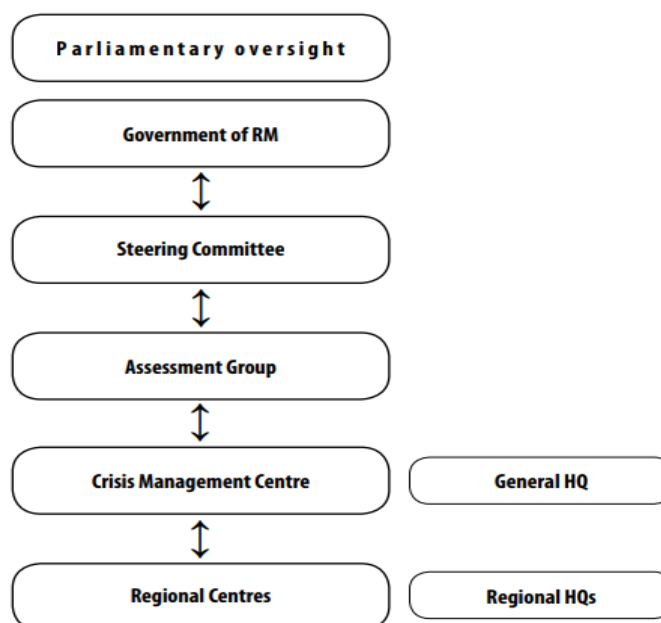 Parliamentary oversight
Government of RM
Steering Committee
Assessment Group
Crisis Management Centre
General HQ
Regional Centres
Regional HQs